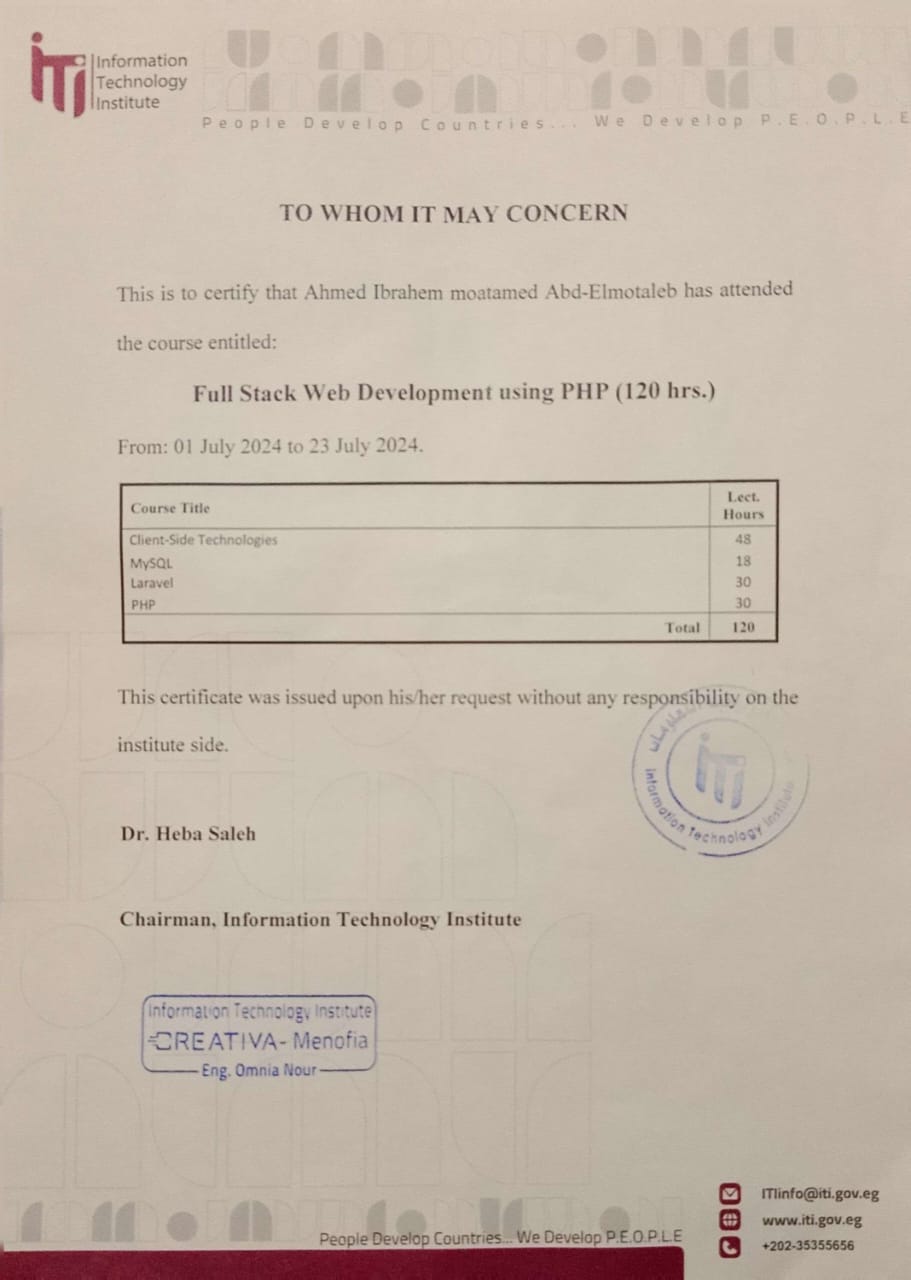 iTi
Information
Technology
Institute
People Develop Countries... We Develop P.E.O.P.L.E
TO WHOM IT MAY CONCERN
This is to certify that Ahmed Ibrahem moatamed Abd-Elmotaleb has attended
the course entitled:
Full Stack Web Development using PHP (120 hrs.)
From: 01 July 2024 to 23 July 2024.
Course Title Lect. Hours
Client-Side Technologies 48
MySQL 18
Laravel 30
PHP 30
Total 120
This certificate was issued upon his/her request without any responsibility on the
institute side.
iTi
Information Technology Institute
Dr. Heba Saleh
Chairman, Information Technology Institute
Information Technology Institute
CREATIVA- Menofia
Eng. Omnia Nour
ITIinfo@iti.gov.eg
www.iti.gov.eg
+202-35355656
People Develop Countries... We Develop P.E.O.P.L.E